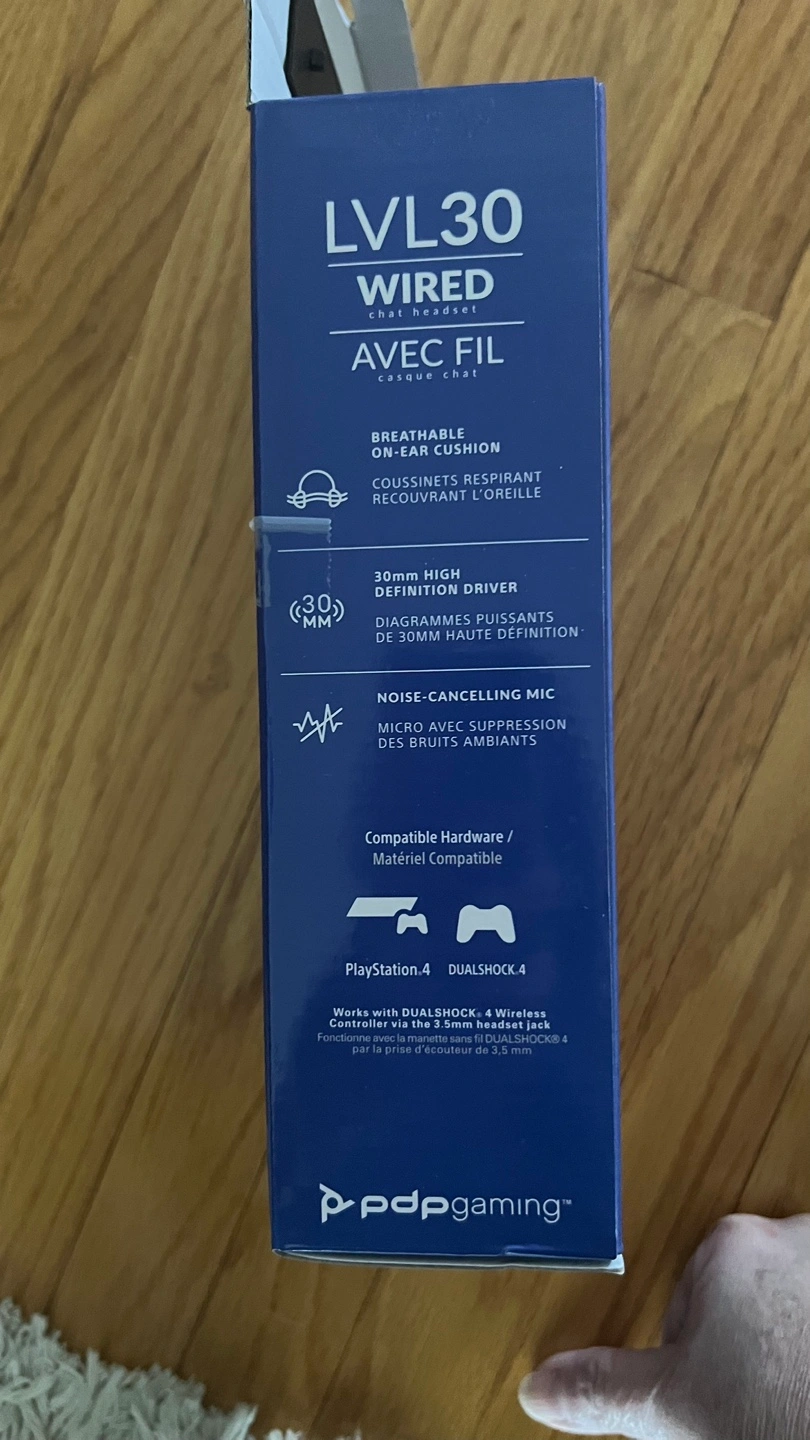 LVL30
WIRED
chat headset
AVEC FIL
casque chat
BREATHABLE
ON-EAR CUSHION
COUSSINETS RESPIRANT
RECOUVRANT L'OREILLE
30mm HIGH
DEFINITION DRIVER
30
MM
DIAGRAMMES PUISSANTS
DE 30MM HAUTE DÉFINITION
NOISE-CANCELLING MIC
MICRO AVEC SUPPRESSION
DES BRUITS AMBIANTS
Compatible Hardware /
Matériel Compatible
PlayStation®4 DUALSHOCK®4
Works with DUALSHOCK® 4 Wireless
Controller via the 3.5mm headset jack
Fonctionne avec la manette sans fil DUALSHOCK® 4
par la prise d'écouteur de 3,5 mm
pdpgaming™